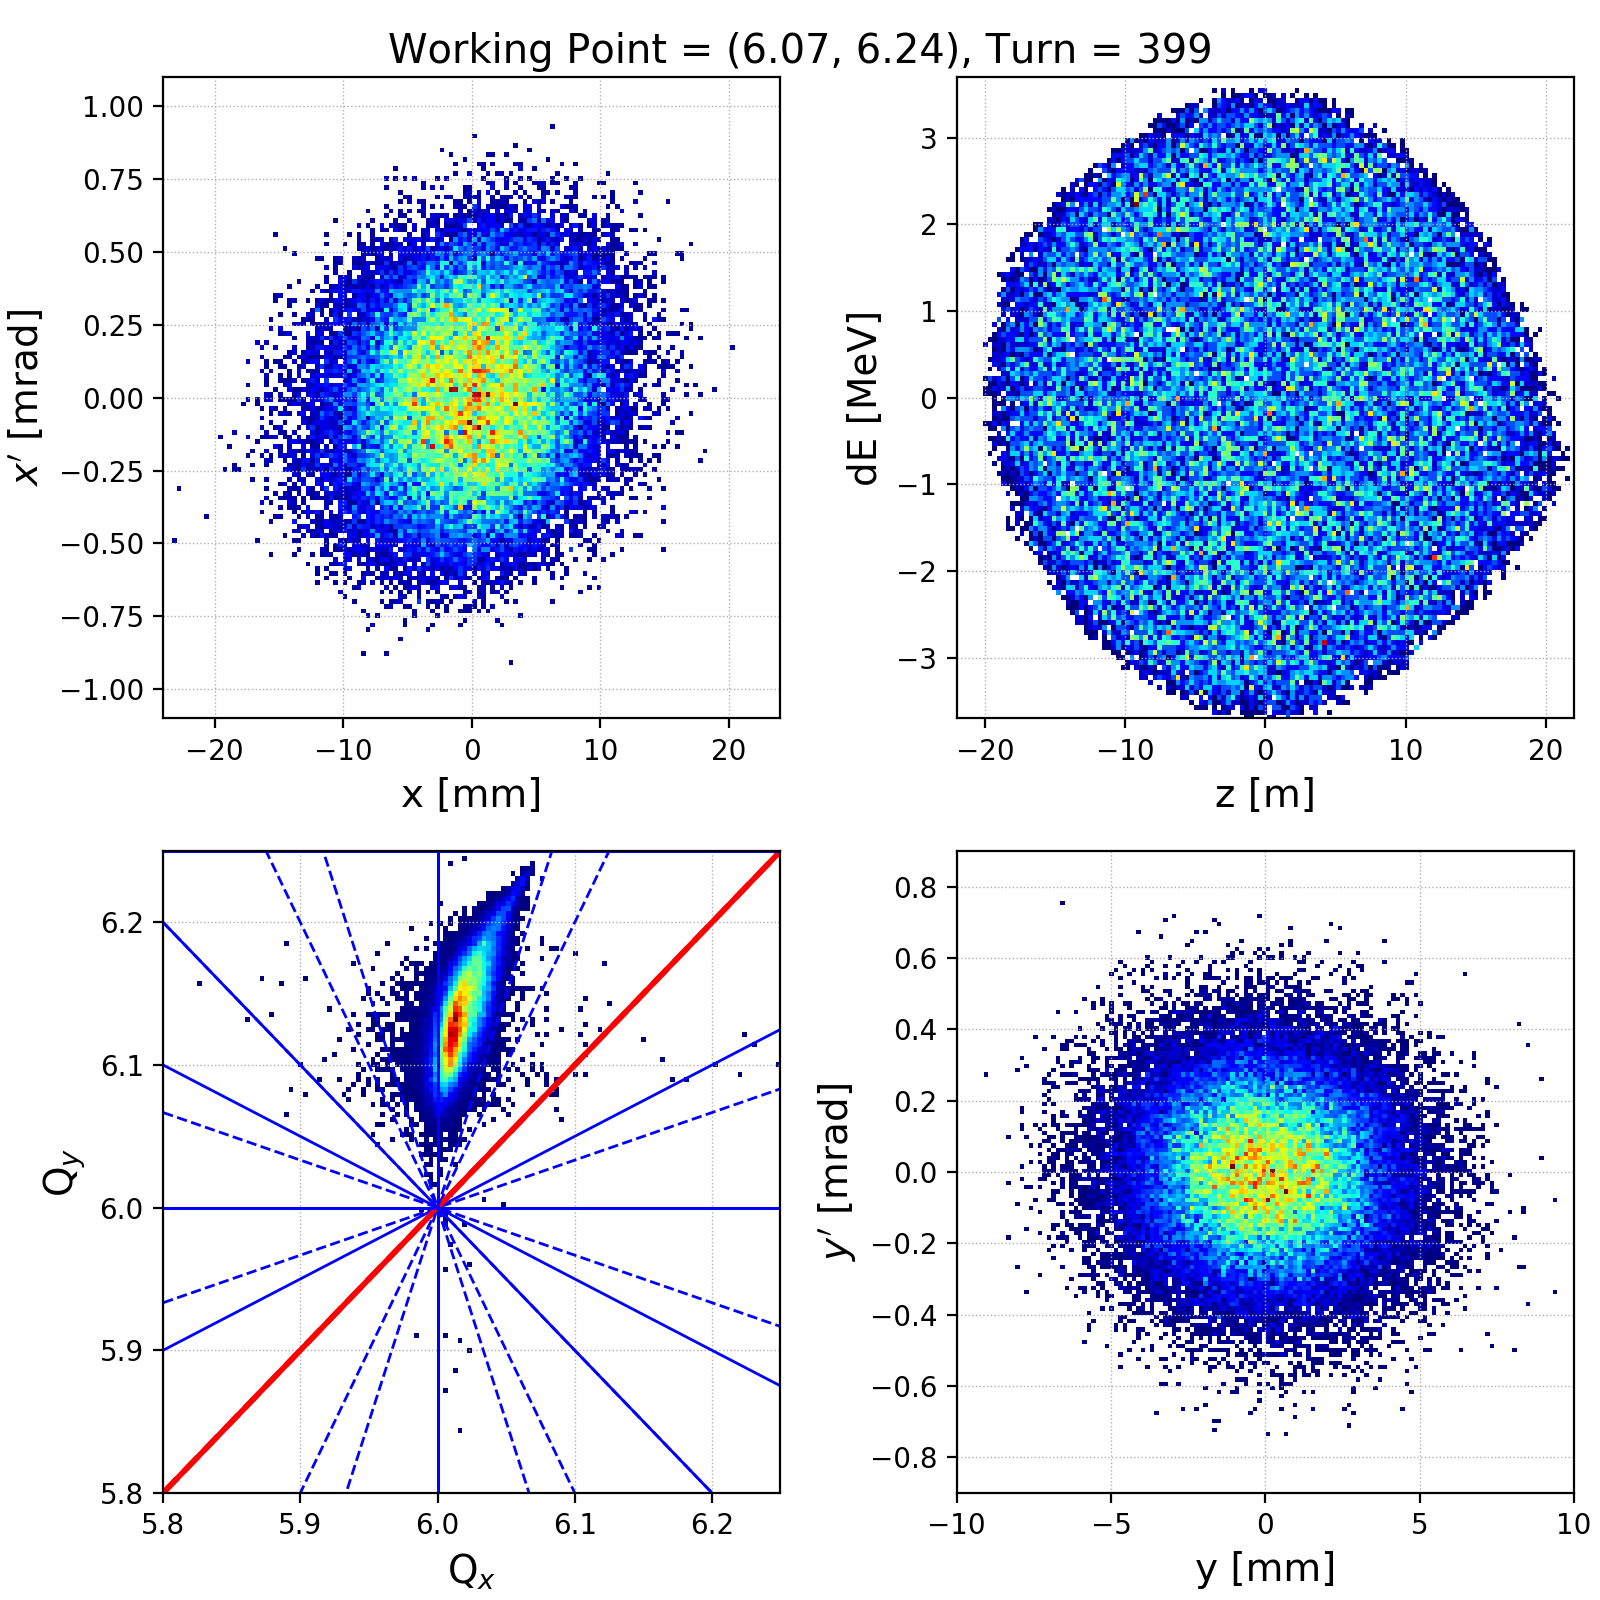 Working Point = (6.07, 6.24), Turn = 399
1.00
0.75
0.50
0.25
0.00
−0.25
−0.50
−0.75
−1.00
x′ [mrad]
−20 −10 0 10 20
x [mm]
3
2
1
0
−1
−2
−3
dE [MeV]
−20 −10 0 10 20
z [m]
6.2
6.1
6.0
5.9
5.8
Qy
5.8 5.9 6.0 6.1 6.2
Qx
0.8
0.6
0.4
0.2
0.0
−0.2
−0.4
−0.6
−0.8
y′ [mrad]
−10 −5 0 5 10
y [mm]